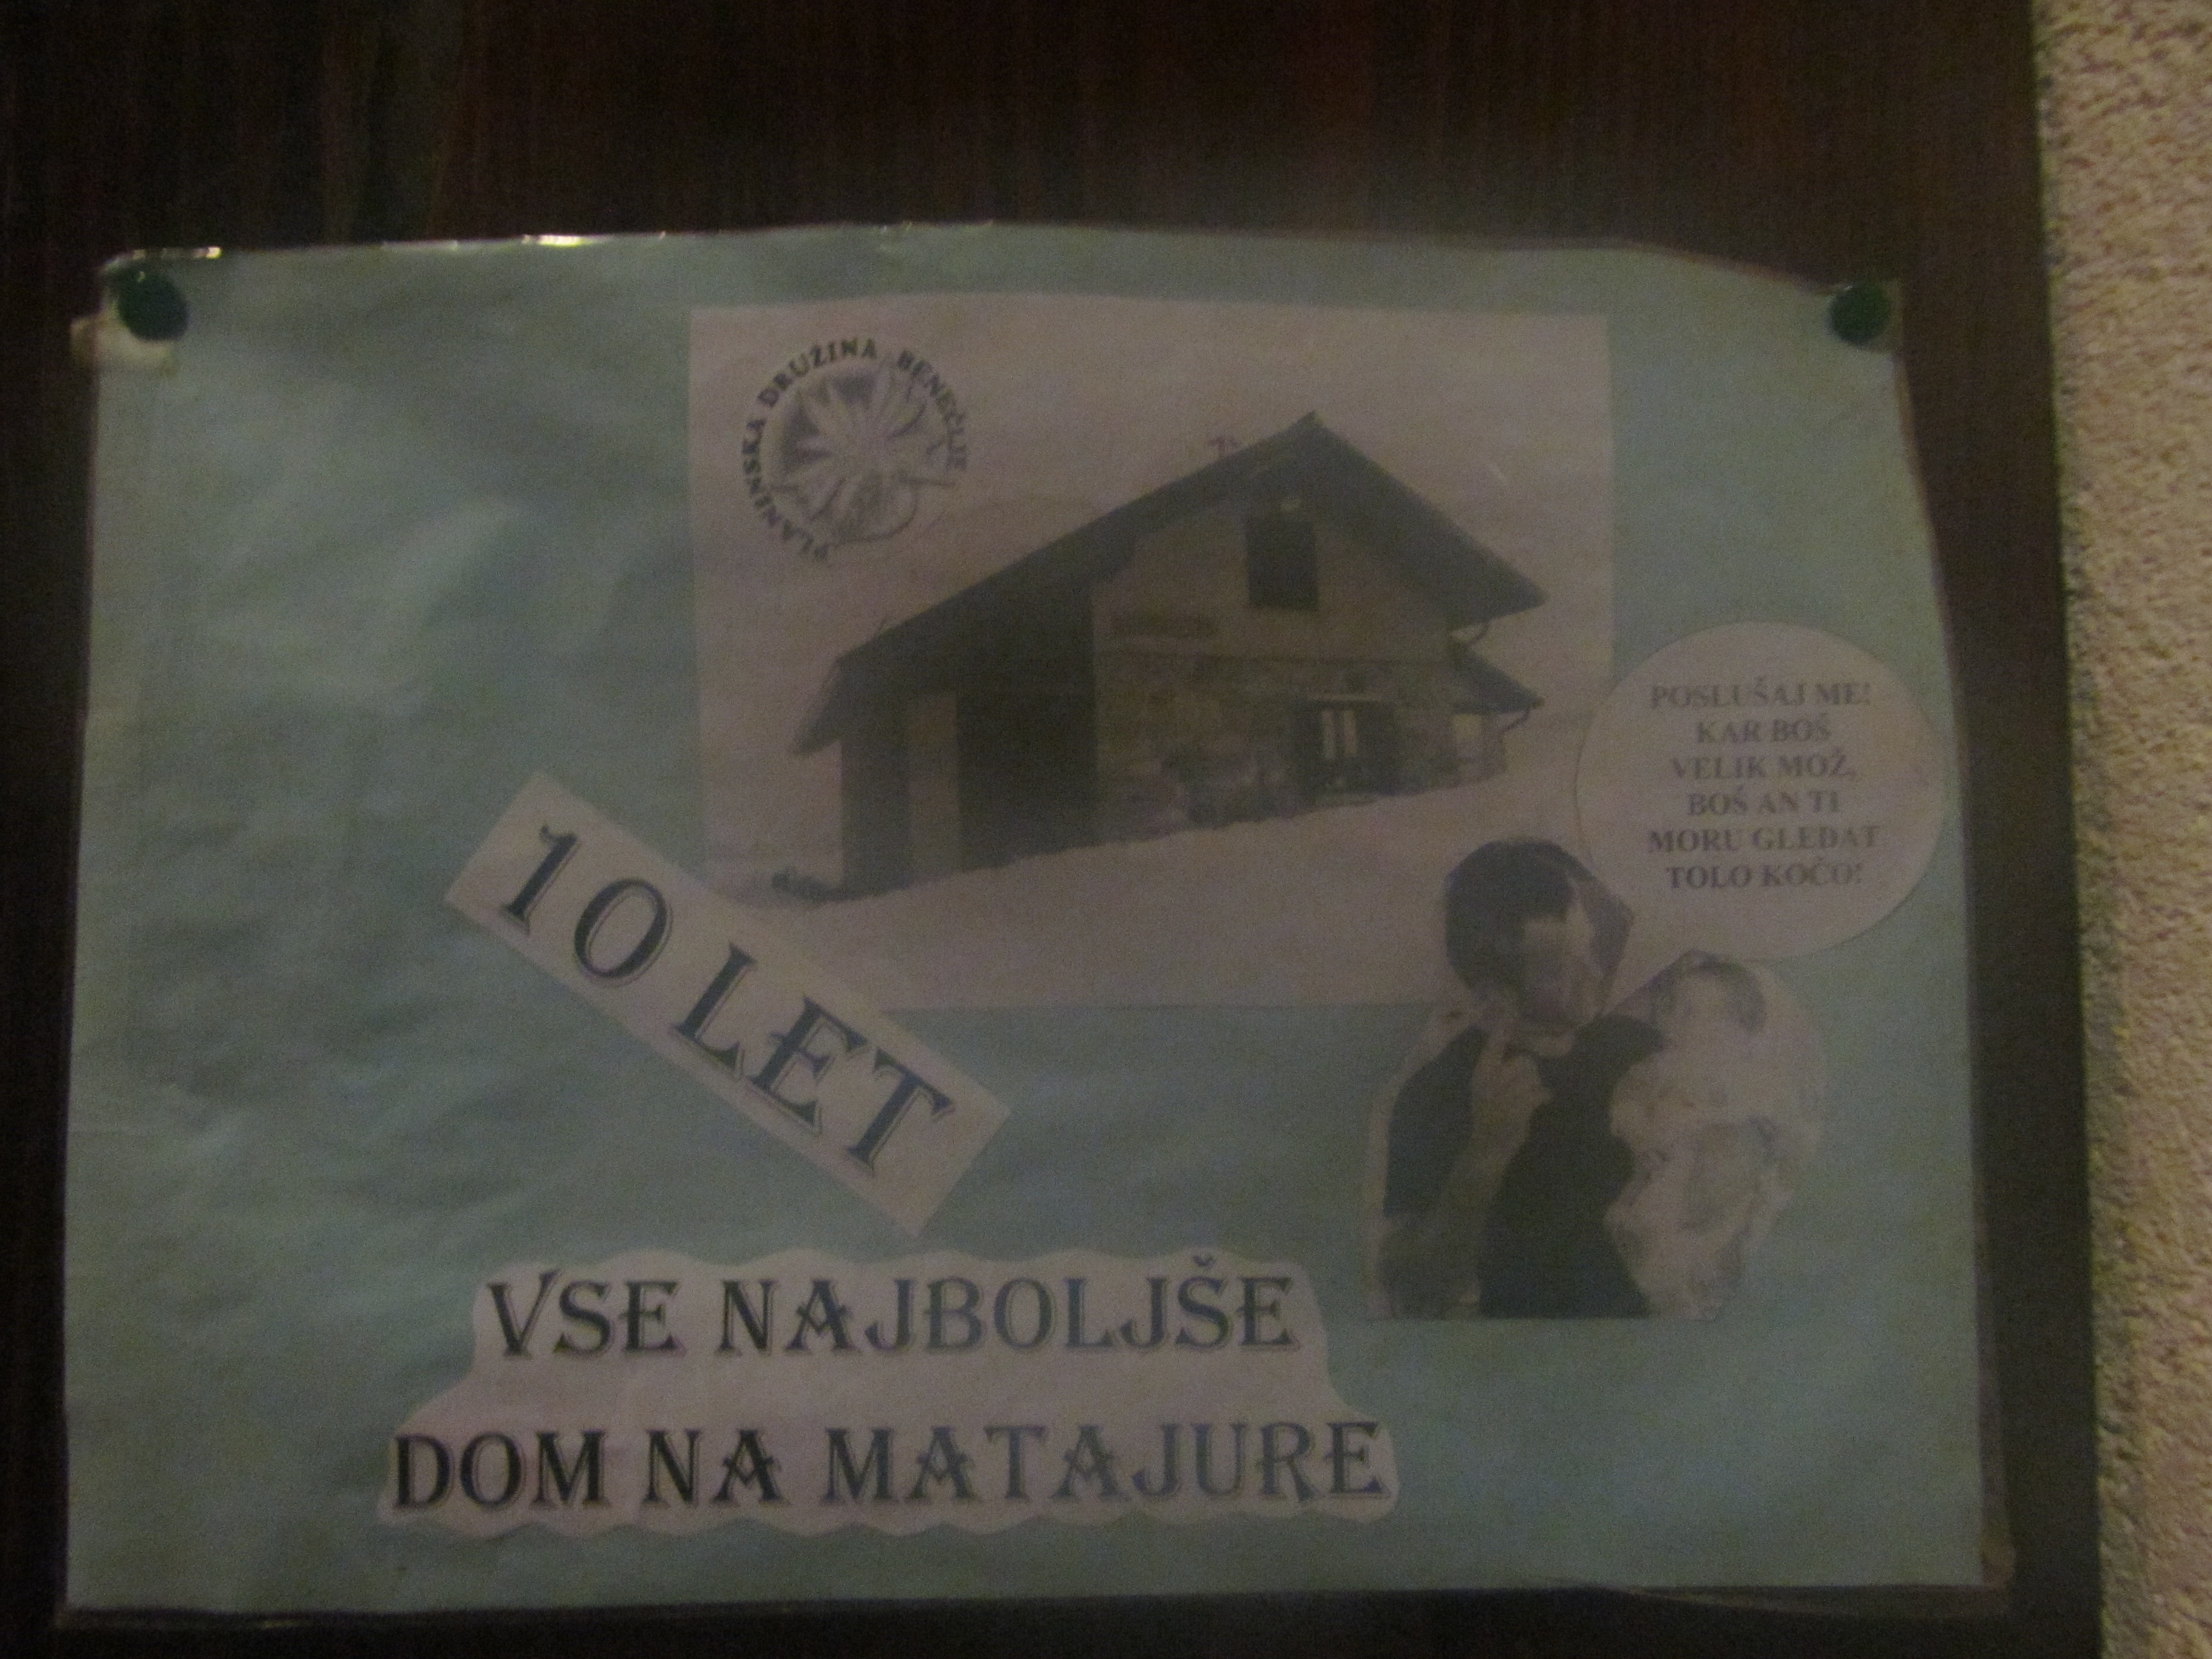 PLANINSKA DRUŽINA BENEČIJE
POSLUŠAJ ME!
KAR BOŠ
VELIK MOŽ,
BOŠ AN TI
MORU GLEDAT
TOLO KOČO!
10 LET
VSE NAJBOLJŠE
DOM NA MATAJURE